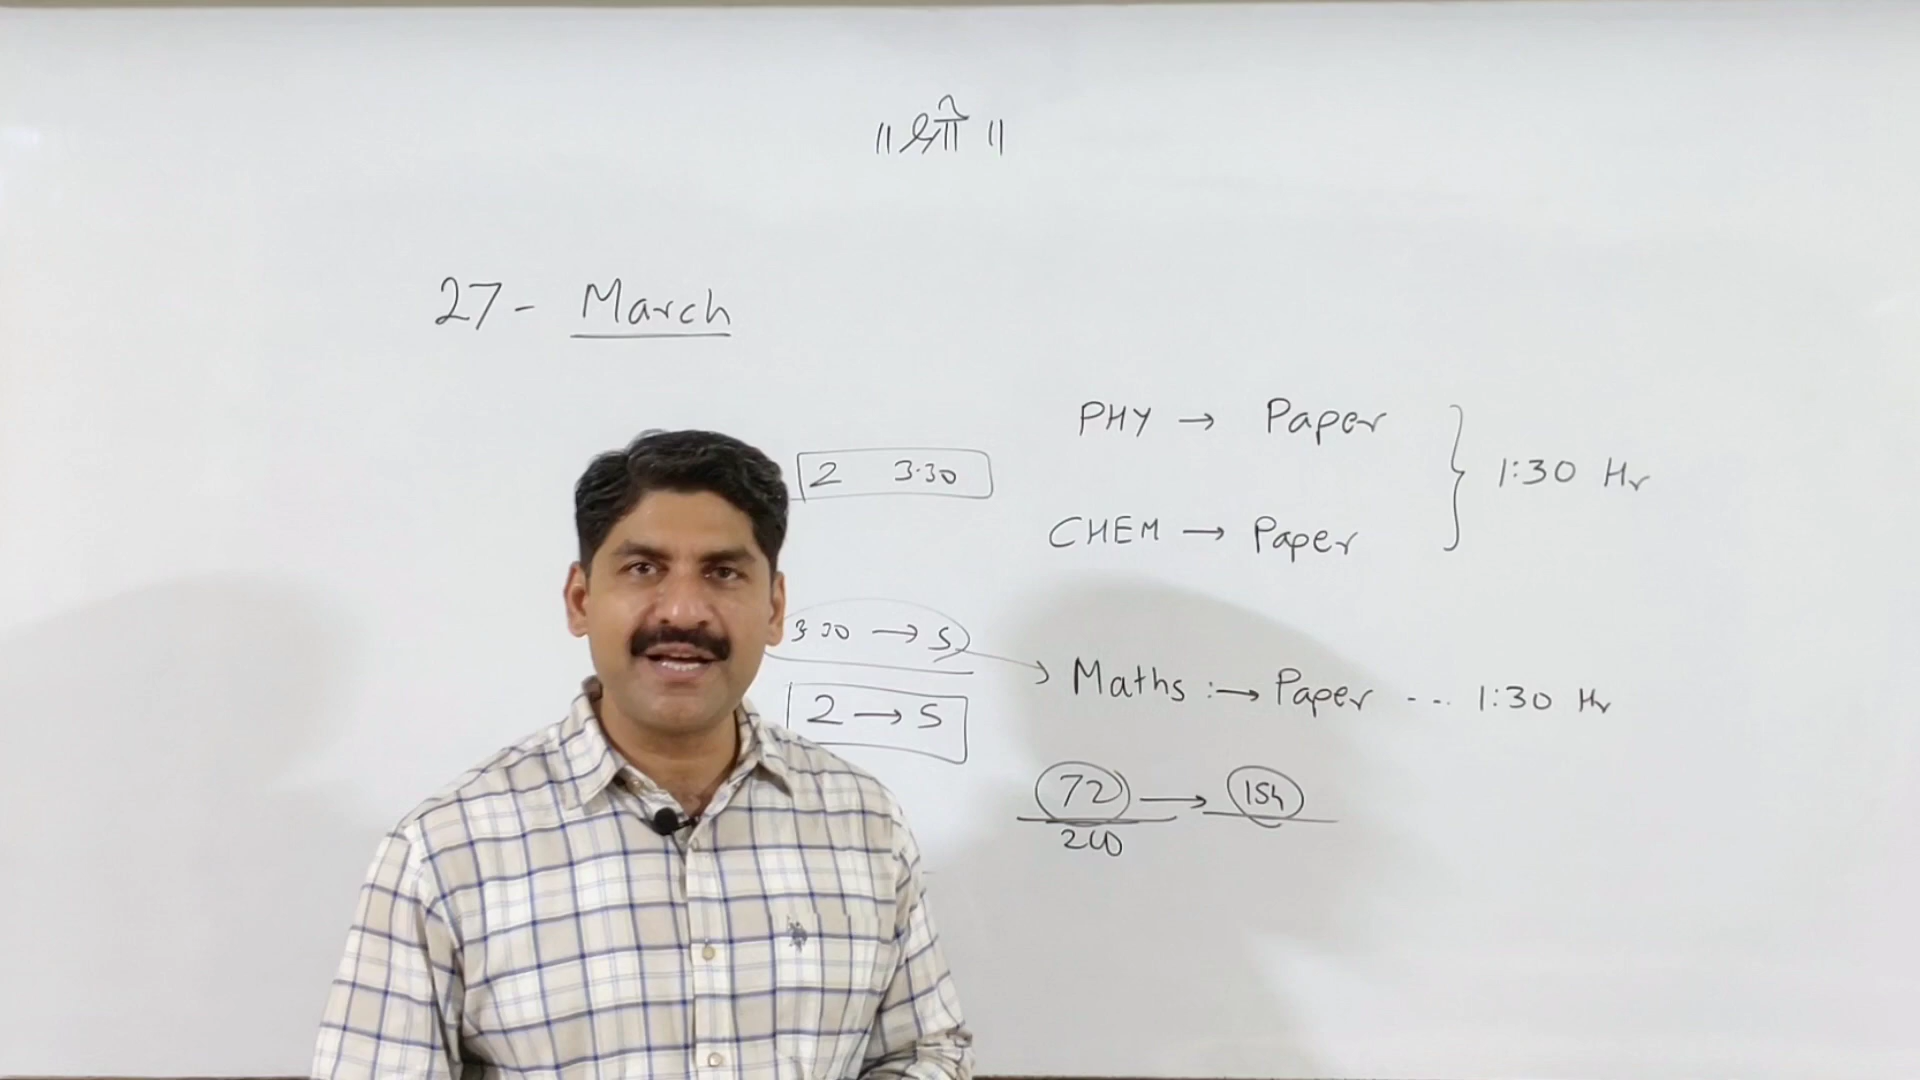 ॥ श्री ॥
27 - March
PHY → Paper
2 3.30
1:30 Hr
CHEM → Paper
3 30 → 5
Maths :→ Paper ... 1:30 Hr
2 → 5
72 → 154
200